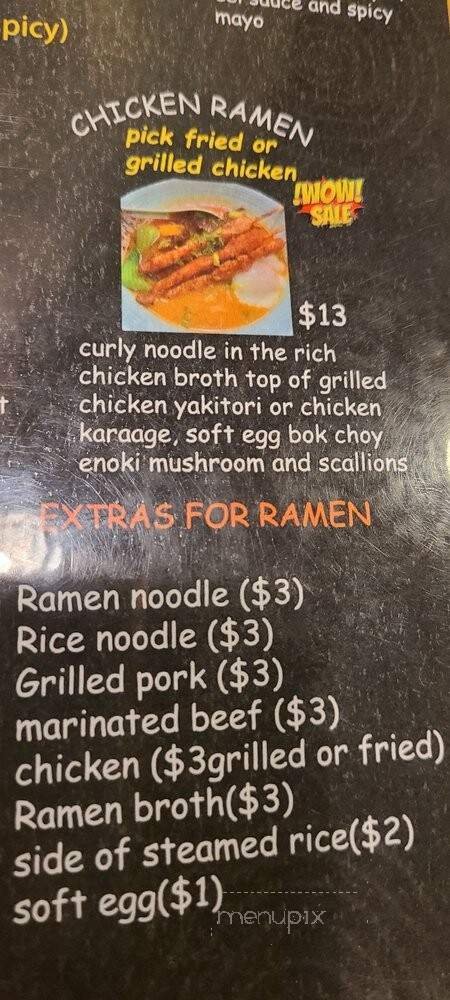 sauce and spicy
mayo
picy)
CHICKEN RAMEN
pick fried or
grilled chicken
!WOW!
SALE
$13
curly noodle in the rich
chicken broth top of grilled
chicken yakitori or chicken
karaage, soft egg bok choy
enoki mushroom and scallions
t
EXTRAS FOR RAMEN
Ramen noodle ($3)
Rice noodle ($3)
Grilled pork ($3)
marinated beef ($3)
chicken ($3grilled or fried)
Ramen broth($3)
side of steamed rice($2)
soft egg($1)
menupix